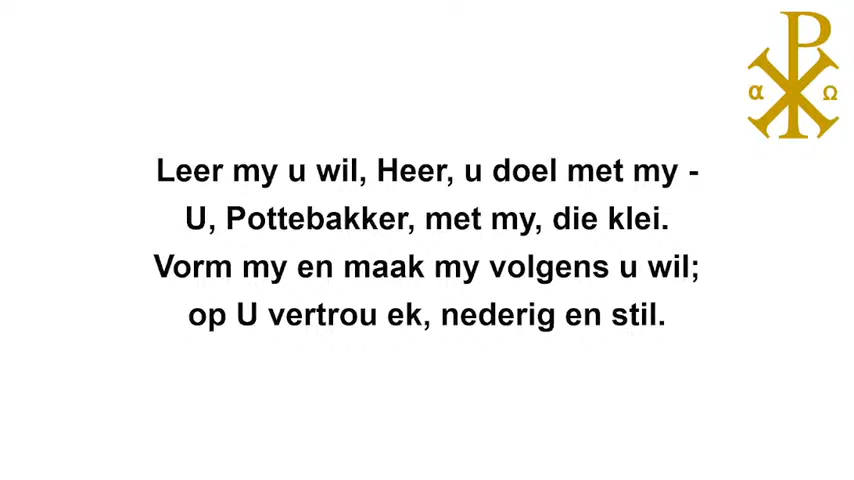 α Ω
Leer my u wil, Heer, u doel met my -
U, Pottebakker, met my, die klei.
Vorm my en maak my volgens u wil;
op U vertrou ek, nederig en stil.